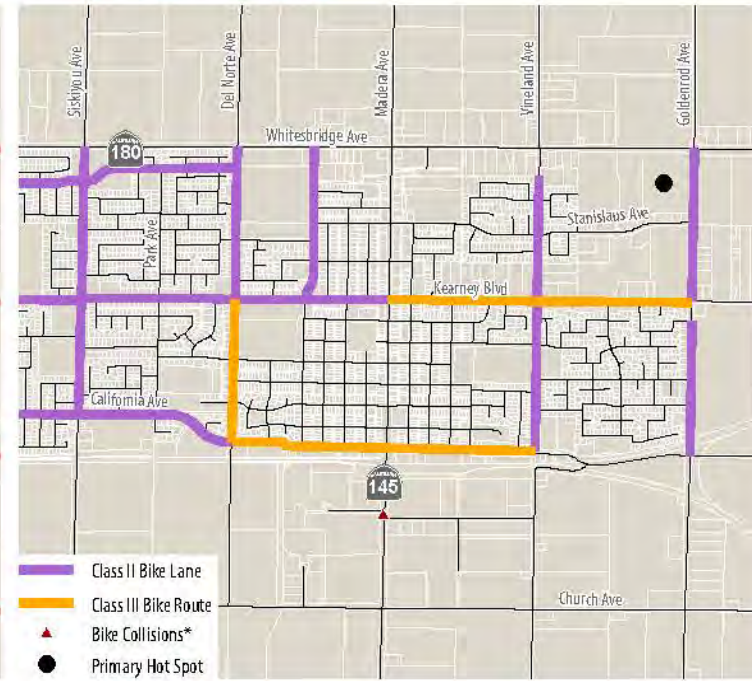 Siskiyou Ave
Del Norte Ave
Madera Ave
Vineland Ave
Goldenrod Ave
Whitesbridge Ave
180
Park Ave
Stanislaus Ave
Kearney Blvd
California Ave
145
Class II Bike Lane
Class III Bike Route
Church Ave
Bike Collisions*
Primary Hot Spot